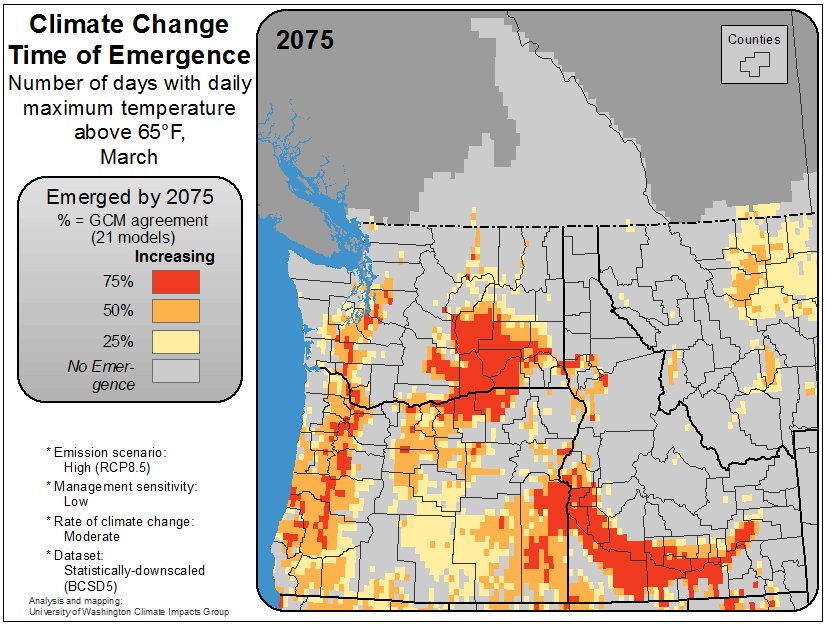 Climate Change
Time of Emergence
Number of days with daily
maximum temperature
above 65°F,
March
Emerged by 2075
% = GCM agreement
(21 models)
Increasing
75%
50%
25%
No Emer-
gence
* Emission scenario:
High (RCP8.5)
* Management sensitivity:
Low
* Rate of climate change:
Moderate
* Dataset:
Statistically-downscaled
(BCSD5)
Analysis and mapping:
University of Washington Climate Impacts Group
2075
Counties